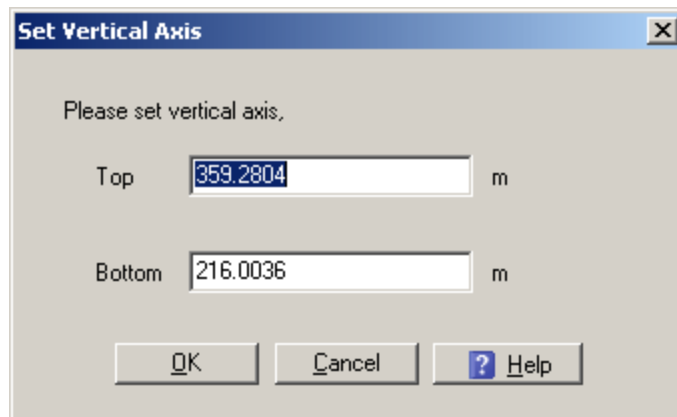 Set Vertical Axis
Please set vertical axis,
Top 359.2804 m
Bottom 216.0036 m
OK Cancel ? Help